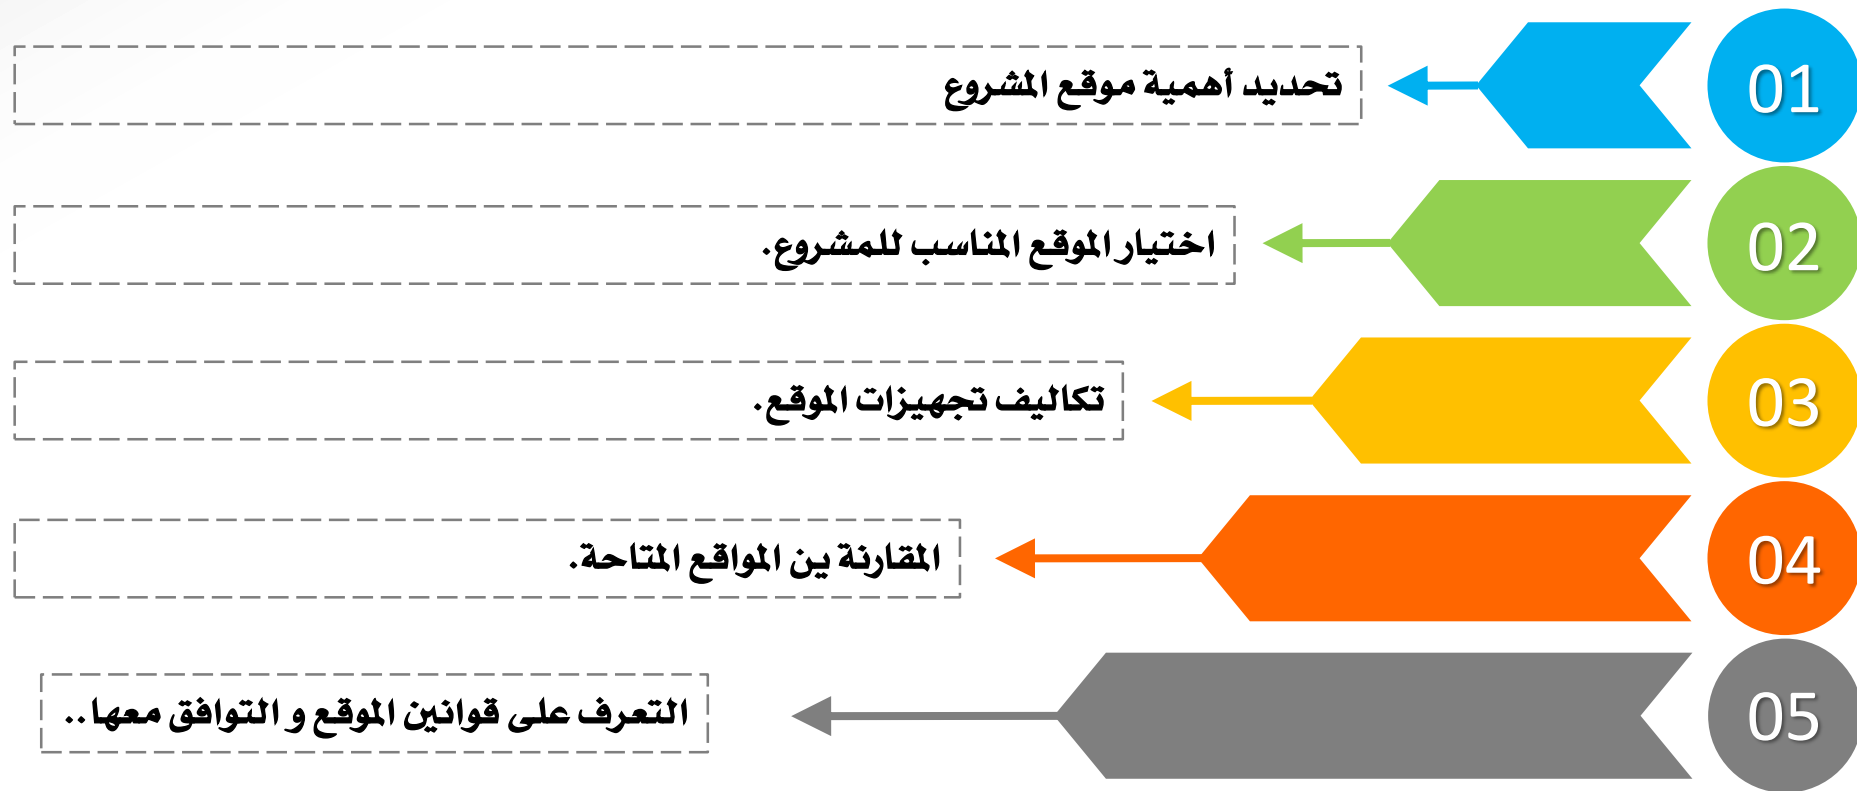 01
تحديد أهمية موقع المشروع
02
اختيار الموقع المناسب للمشروع.
03
تكاليف تجهيزات الموقع.
04
المقارنة ين المواقع المتاحة.
05
التعرف على قوانين الموقع و التوافق معها..